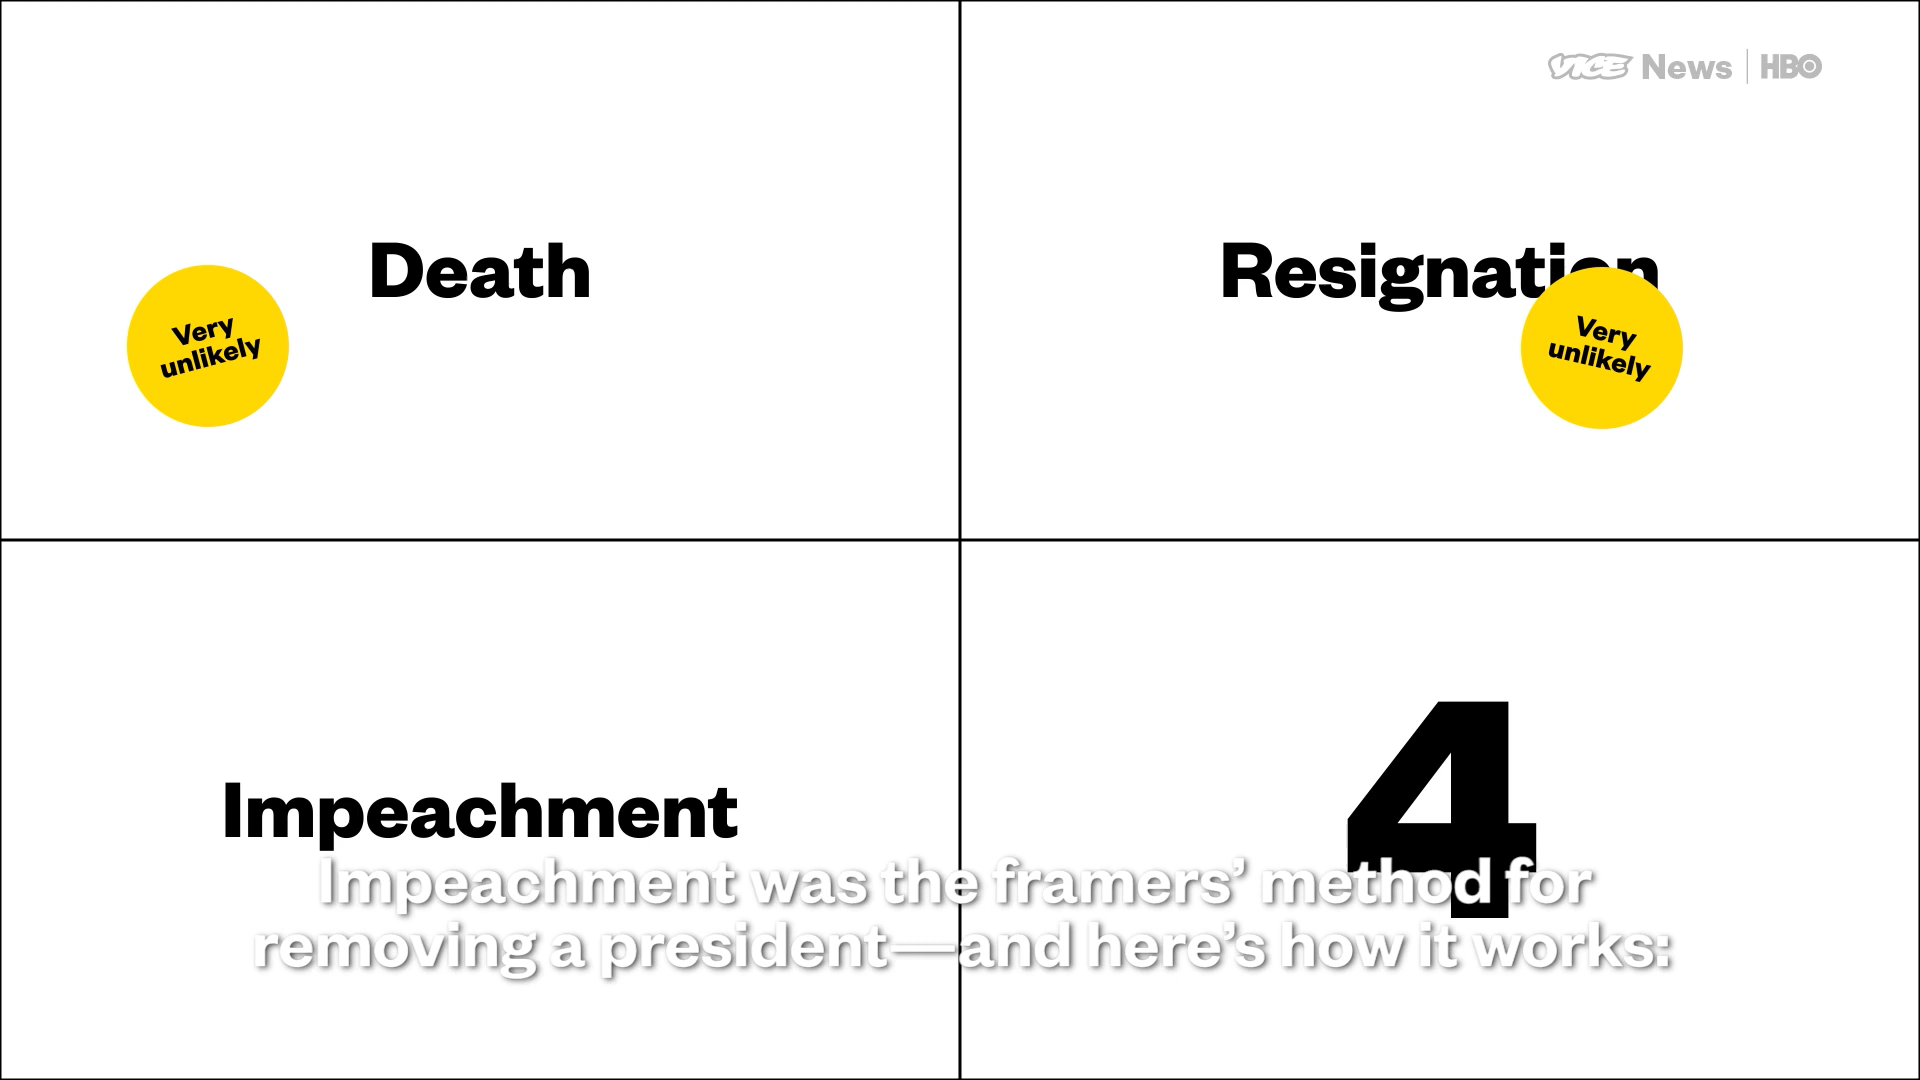 VICE News | HBO
Death
Resignation
Very
unlikely
Very
unlikely
Impeachment
4
Impeachment was the framers’ method for
removing a president—and here’s how it works: